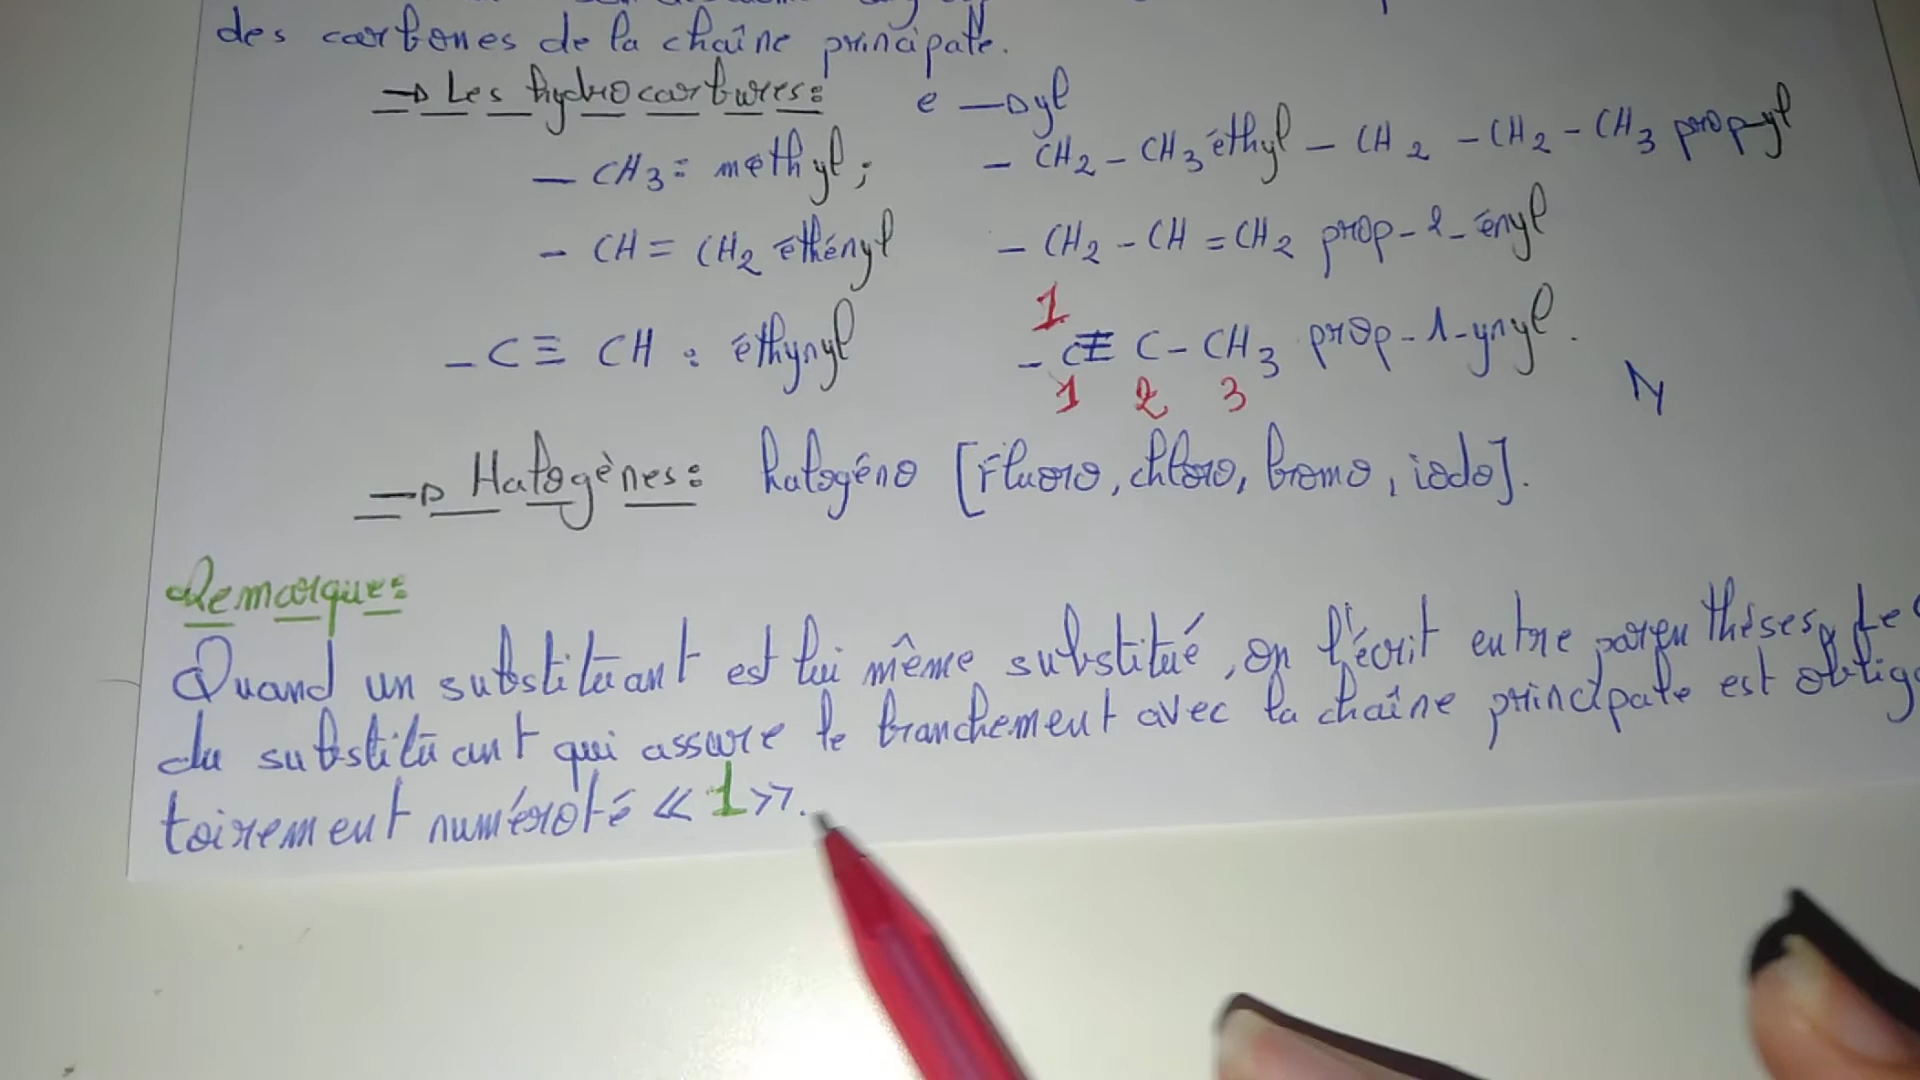 des carbones de la chaîne principale.
→ Les hydrocarbures: e → yl
– CH3 = méthyl; – CH2 – CH3 éthyl – CH2 – CH2 – CH3 propyl
– CH = CH2 éthényl – CH2 – CH = CH2 prop-2-ényl
1
– C ≡ CH : éthynyl – C ≡ C – CH3 prop-1-ynyl.
1 2 3
N
→ Halogènes: halogéno [Fluoro, chloro, bromo, iodo].
Remarque:
Quand un substituant est lui même substitué, on l'écrit entre parenthèses, Le
du substituant qui assure le branchement avec la chaîne principale est obliga
toirement numéroté « 1 ».